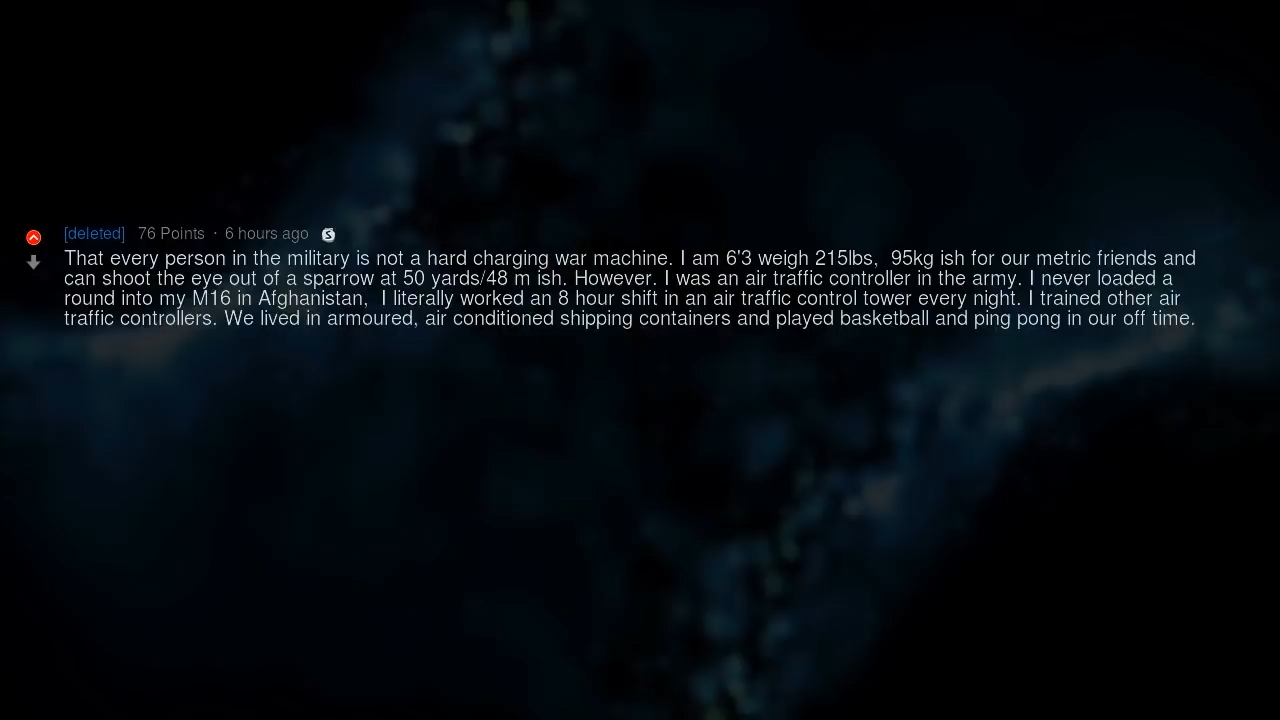 [deleted] 76 Points · 6 hours ago
That every person in the military is not a hard charging war machine. I am 6'3 weigh 215lbs,  95kg ish for our metric friends and
can shoot the eye out of a sparrow at 50 yards/48 m ish. However. I was an air traffic controller in the army. I never loaded a
round into my M16 in Afghanistan,  I literally worked an 8 hour shift in an air traffic control tower every night. I trained other air
traffic controllers. We lived in armoured, air conditioned shipping containers and played basketball and ping pong in our off time.